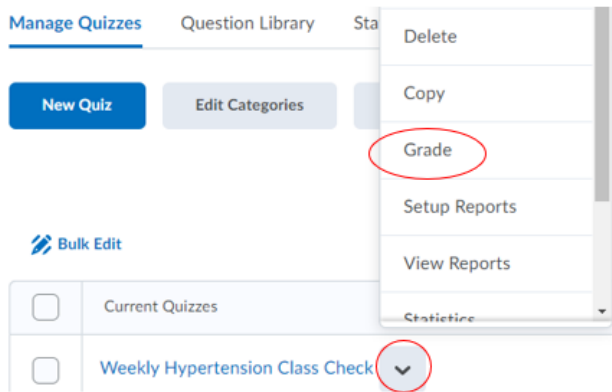 Manage Quizzes Question Library Sta
Delete
Copy
New Quiz Edit Categories
Grade
Setup Reports
Bulk Edit
View Reports
Current Quizzes
Statistics
Weekly Hypertension Class Check